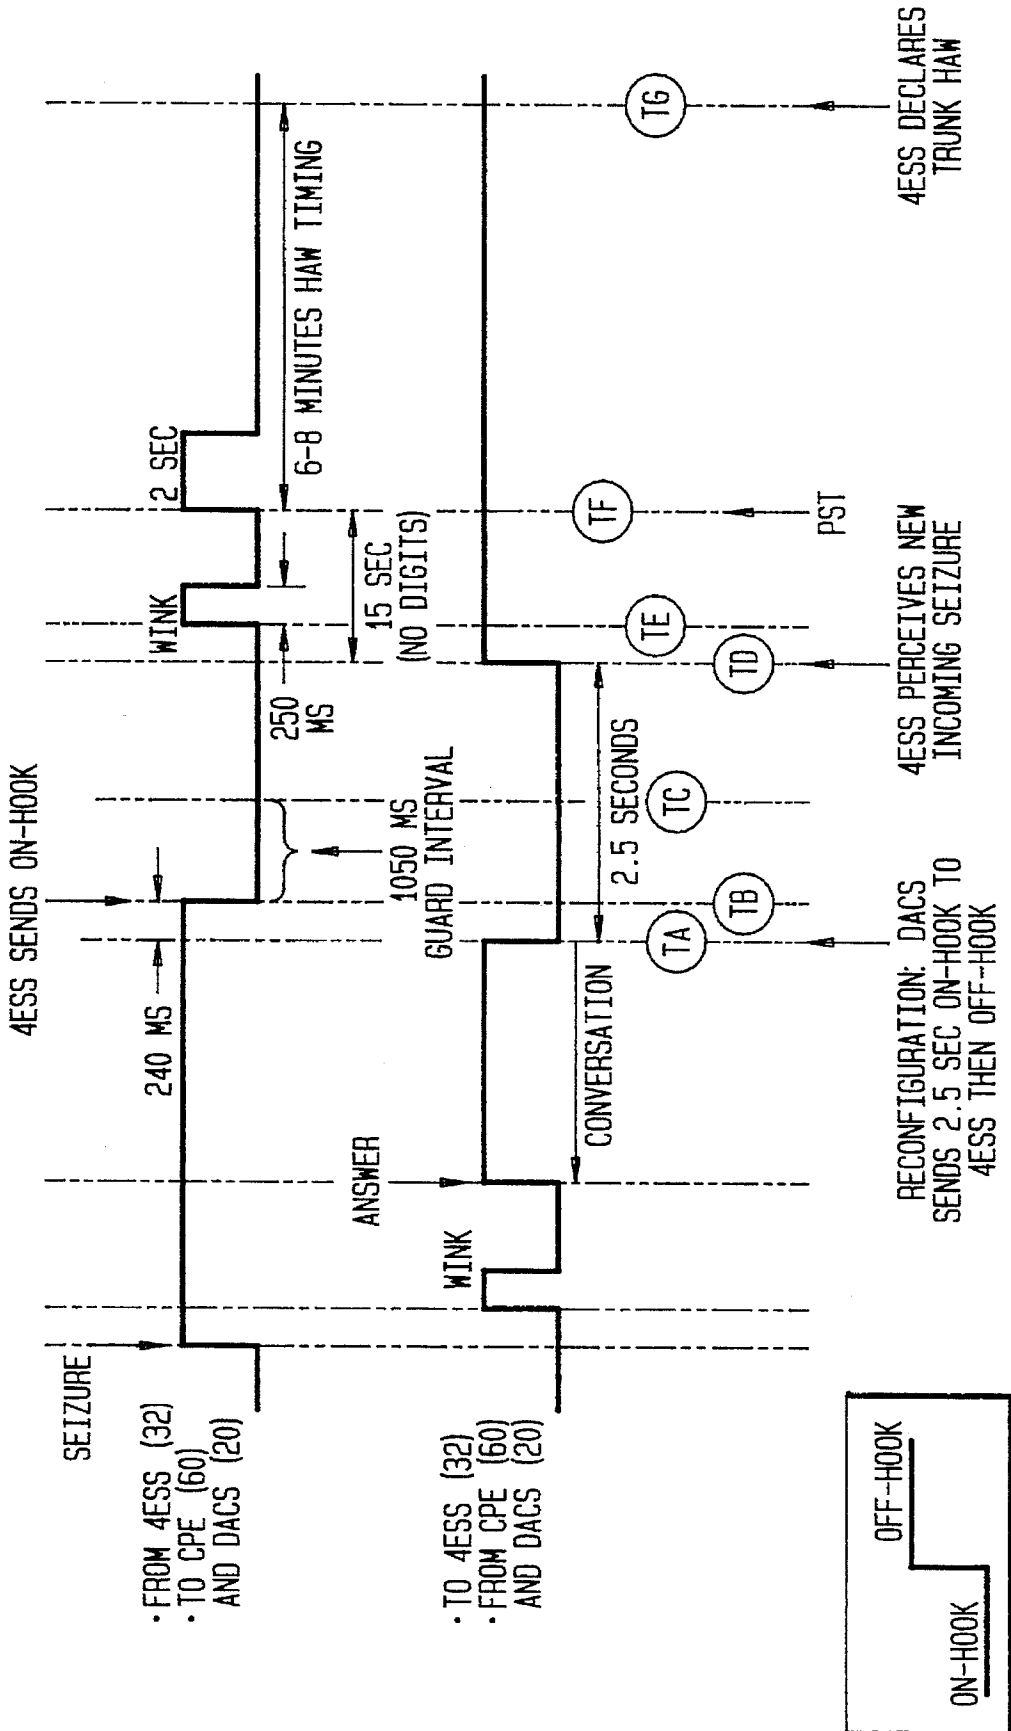 SEIZURE
4ESS SENDS ON-HOOK
· FROM 4ESS (32)
· TO CPE (60)
AND DACS (20)
240 MS
WINK
2 SEC
250
MS
6-8 MINUTES HAW TIMING
ANSWER
1050 MS
GUARD INTERVAL
15 SEC
(NO DIGITS)
· TO 4ESS (32)
· FROM CPE (60)
AND DACS (20)
WINK
CONVERSATION
2.5 SECONDS
TA
TB
TC
TD
TE
TF
TG
PST
RECONFIGURATION: DACS
SENDS 2.5 SEC ON-HOOK TO
4ESS THEN OFF-HOOK
4ESS PERCEIVES NEW
INCOMING SEIZURE
4ESS DECLARES
TRUNK HAW
OFF-HOOK
ON-HOOK